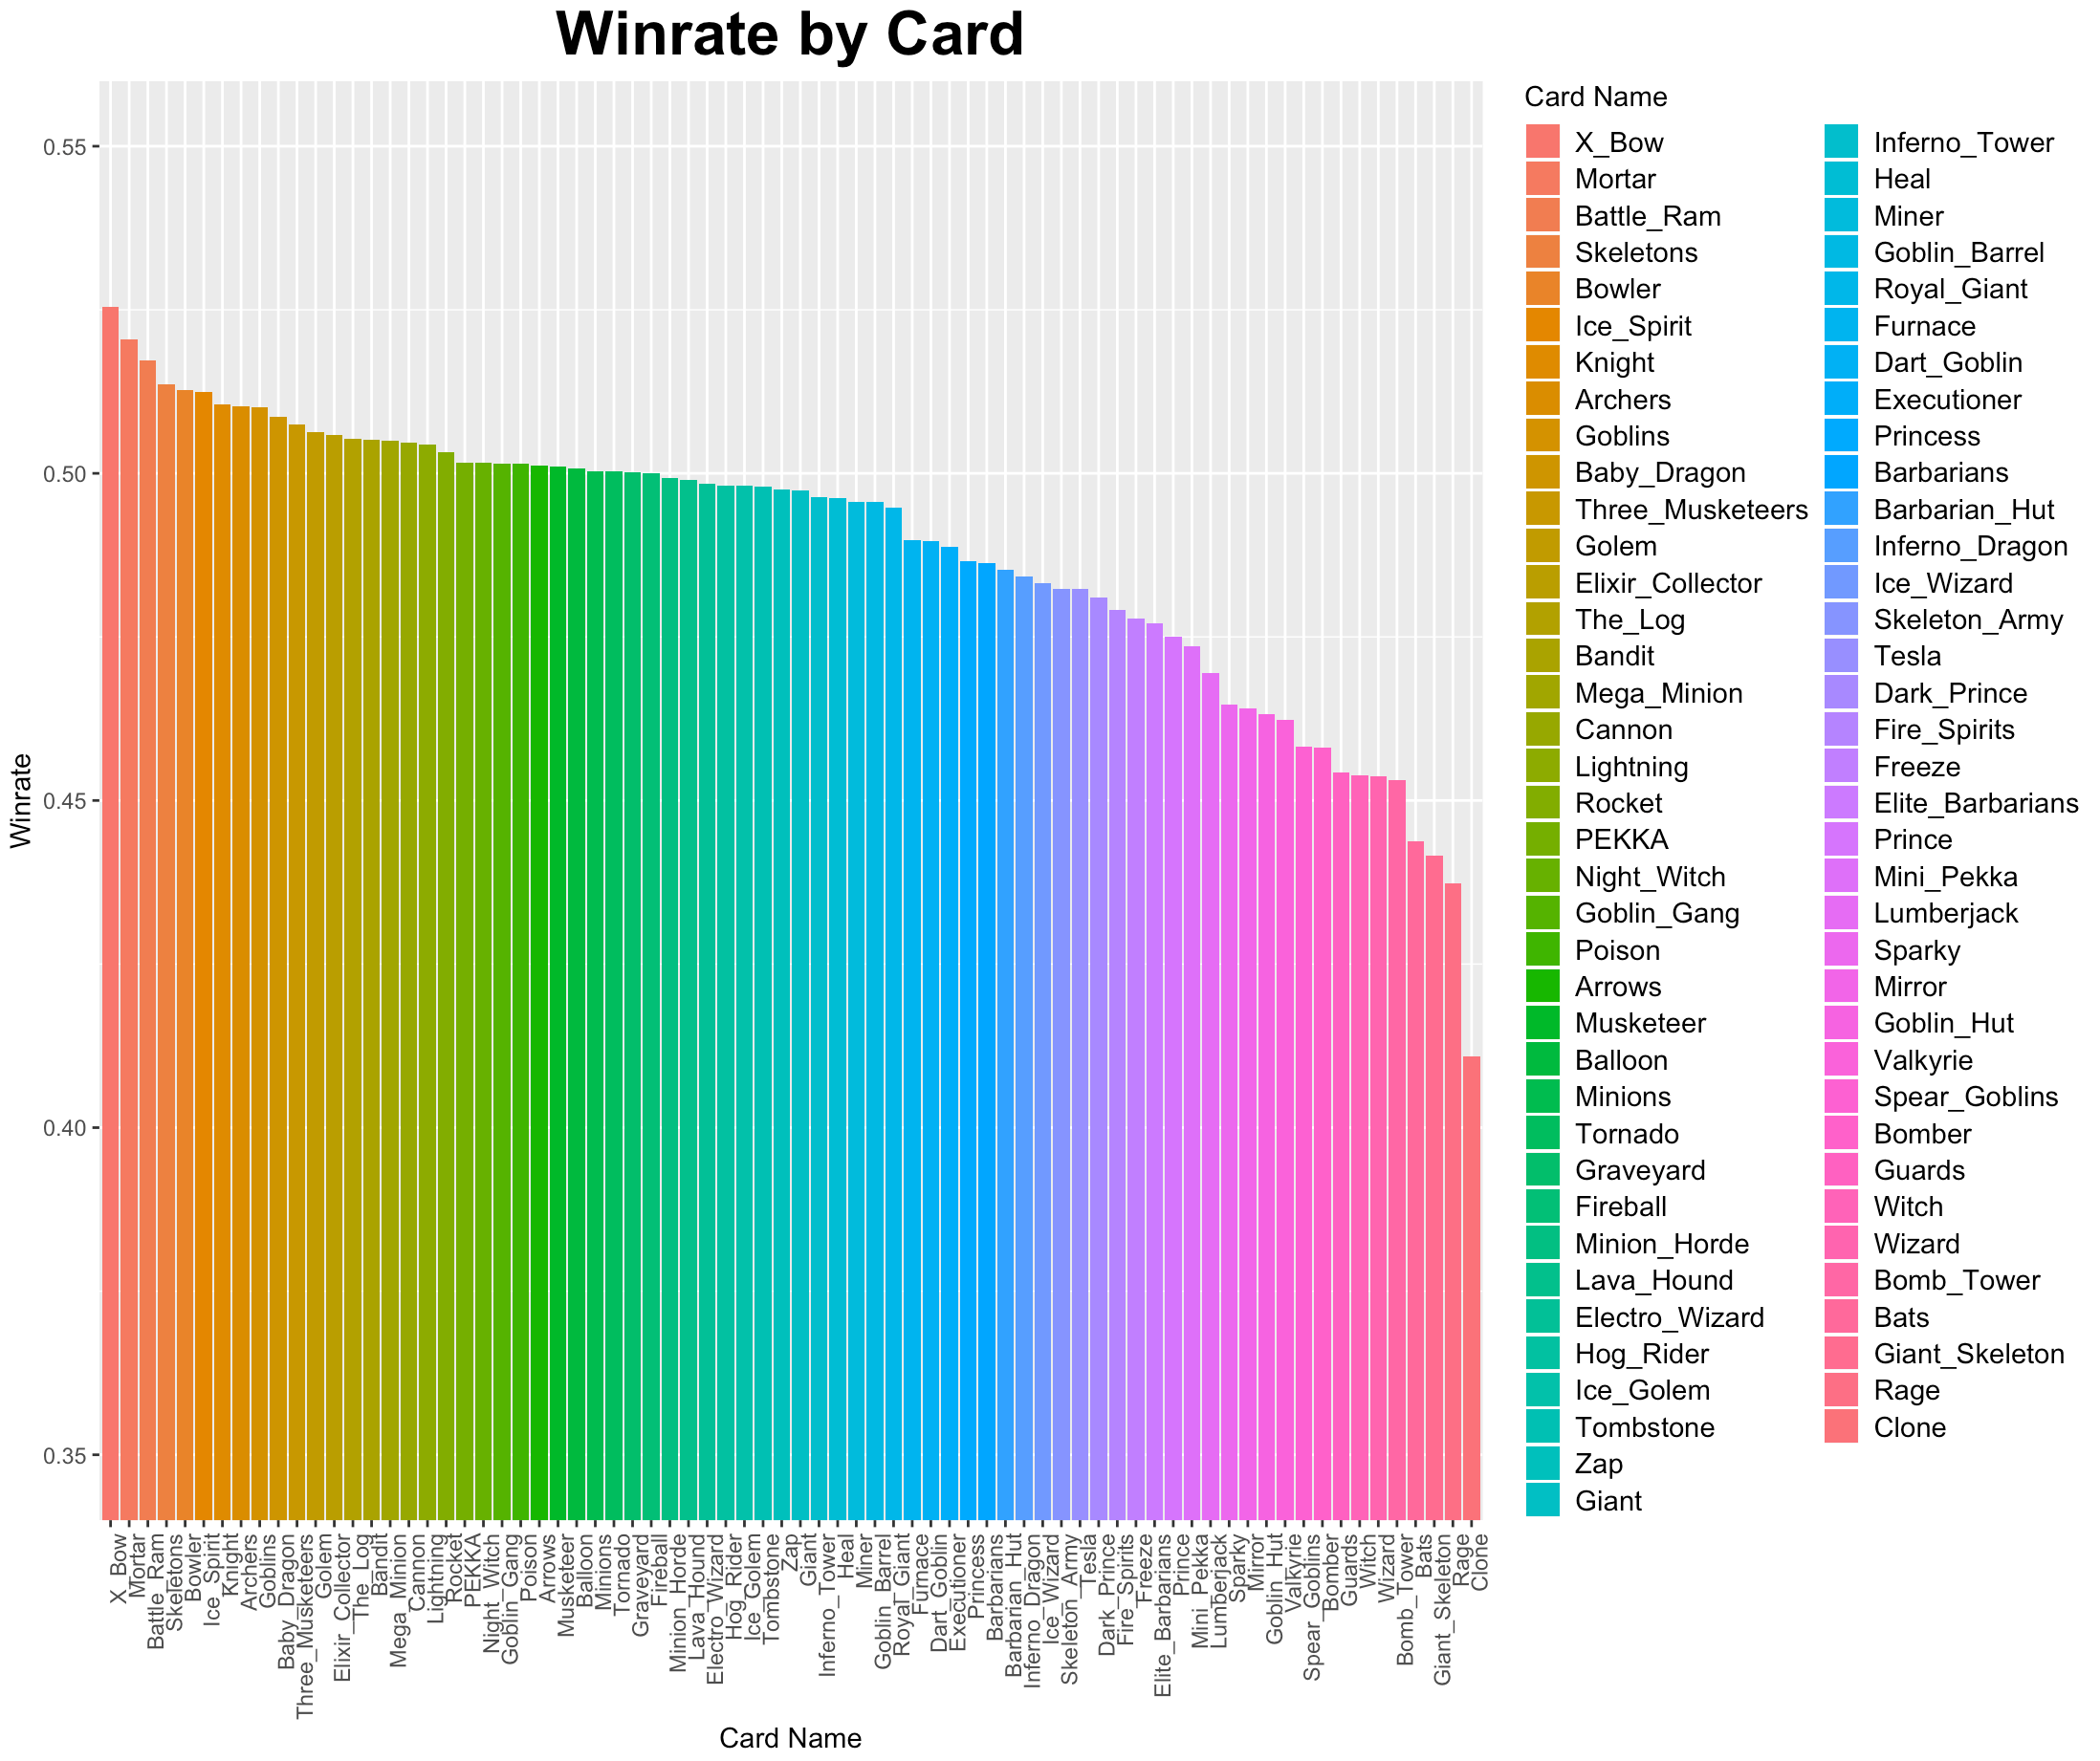 Winrate by Card
Winrate
0.55
0.50
0.45
0.40
0.35
X_Bow
Mortar
Battle_Ram
Skeletons
Bowler
Ice_Spirit
Knight
Archers
Goblins
Baby_Dragon
Three_Musketeers
Golem
Elixir_Collector
The_Log
Bandit
Mega_Minion
Cannon
Lightning
Rocket
PEKKA
Night_Witch
Goblin_Gang
Poison
Arrows
Musketeer
Balloon
Minions
Tornado
Graveyard
Fireball
Minion_Horde
Lava_Hound
Electro_Wizard
Hog_Rider
Ice_Golem
Tombstone
Zap
Giant
Inferno_Tower
Heal
Miner
Goblin_Barrel
Royal_Giant
Furnace
Dart_Goblin
Executioner
Princess
Barbarians
Barbarian_Hut
Inferno_Dragon
Ice_Wizard
Skeleton_Army
Tesla
Dark_Prince
Fire_Spirits
Freeze
Elite_Barbarians
Prince
Mini_Pekka
Lumberjack
Sparky
Mirror
Goblin_Hut
Valkyrie
Spear_Goblins
Bomber
Guards
Witch
Wizard
Bomb_Tower
Bats
Giant_Skeleton
Rage
Clone
Card Name
Card Name
X_Bow
Mortar
Battle_Ram
Skeletons
Bowler
Ice_Spirit
Knight
Archers
Goblins
Baby_Dragon
Three_Musketeers
Golem
Elixir_Collector
The_Log
Bandit
Mega_Minion
Cannon
Lightning
Rocket
PEKKA
Night_Witch
Goblin_Gang
Poison
Arrows
Musketeer
Balloon
Minions
Tornado
Graveyard
Fireball
Minion_Horde
Lava_Hound
Electro_Wizard
Hog_Rider
Ice_Golem
Tombstone
Zap
Giant
Inferno_Tower
Heal
Miner
Goblin_Barrel
Royal_Giant
Furnace
Dart_Goblin
Executioner
Princess
Barbarians
Barbarian_Hut
Inferno_Dragon
Ice_Wizard
Skeleton_Army
Tesla
Dark_Prince
Fire_Spirits
Freeze
Elite_Barbarians
Prince
Mini_Pekka
Lumberjack
Sparky
Mirror
Goblin_Hut
Valkyrie
Spear_Goblins
Bomber
Guards
Witch
Wizard
Bomb_Tower
Bats
Giant_Skeleton
Rage
Clone